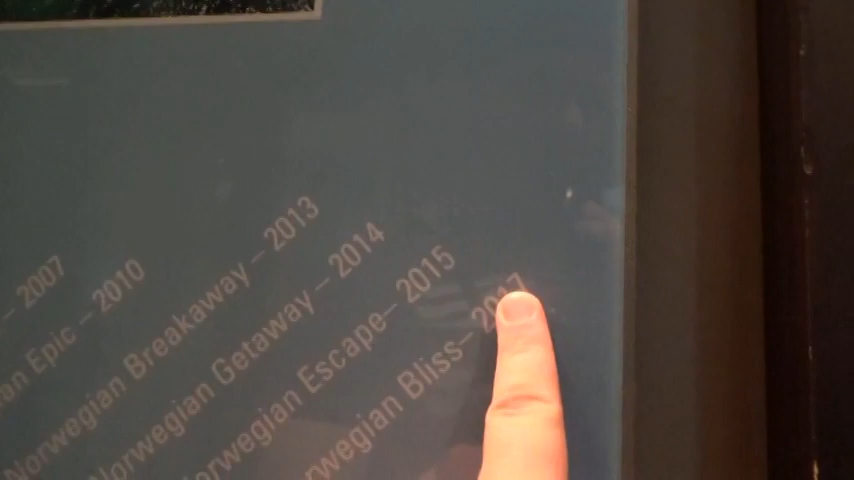 – 2007
an Epic – 2010
Norwegian Breakaway – 2013
Norwegian Getaway – 2014
orwegian Escape– 2015
rwegian Bliss– 2017